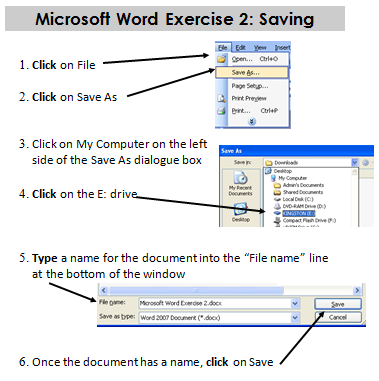 Microsoft Word Exercise 2: Saving
1. Click on File
2. Click on Save As
File Edit View Insert
Open... Ctrl+O
Save As...
Page Setup...
Print Preview
Print... Ctrl+P
3. Click on My Computer on the left
side of the Save As dialogue box
4. Click on the E: drive
Save As
Save in: Downloads
My Recent
Documents
Desktop
Desktop
My Computer
Admin's Documents
Shared Documents
Local Disk (C:)
DVD-RAM Drive (D:)
KINGSTON (E:)
Compact Flash Drive (F:)
5. Type a name for the document into the “File name” line
at the bottom of the window
File name: Microsoft Word Exercise 2.docx Save
Save as type: Word 2007 Document (*.docx) Cancel
6. Once the document has a name, click on Save